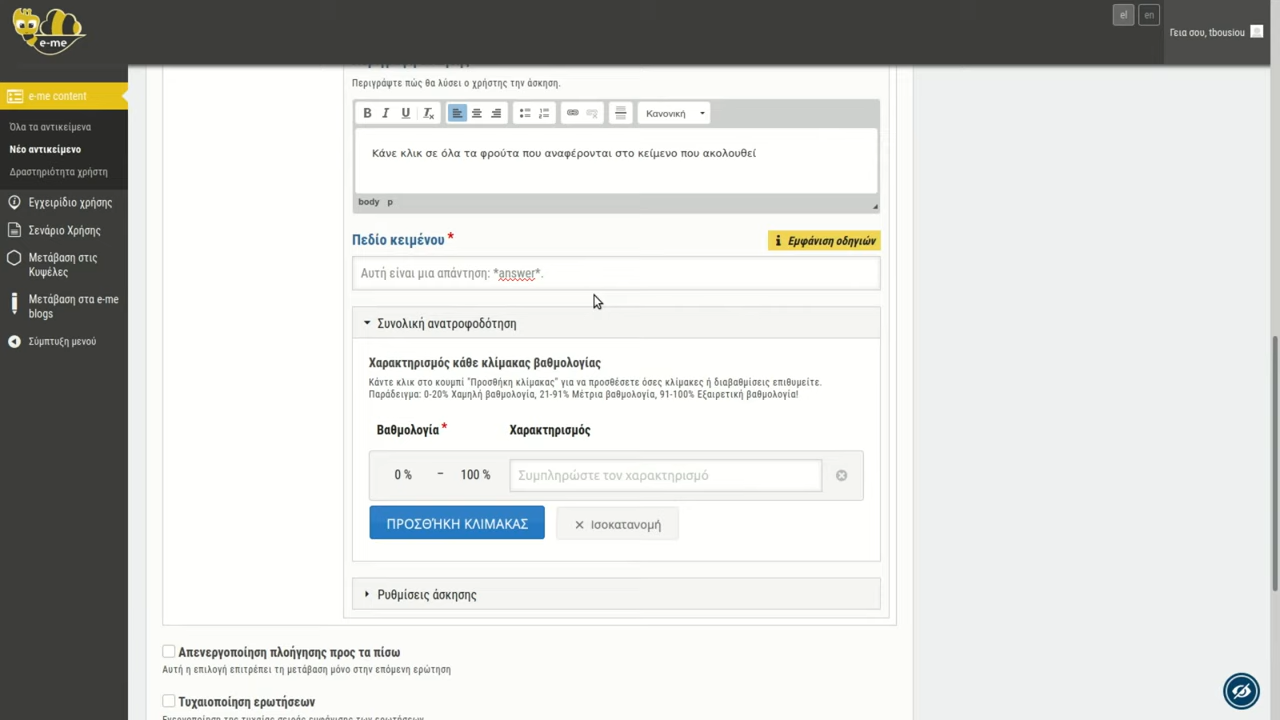 e-me
el
en
Γεια σου, tbousiou
e-me content
Όλα τα αντικείμενα
Νέο αντικείμενο
Δραστηριότητα χρήστη
Εγχειρίδιο χρήσης
Σενάριο Χρήσης
Μετάβαση στις
Κυψέλες
Μετάβαση στα e-me
blogs
Σύμπτυξη μενού
Περιγράψτε πώς θα λύσει ο χρήστης την άσκηση.
B I U Tx
Κανονική
Κάνε κλικ σε όλα τα φρούτα που αναφέρονται στο κείμενο που ακολουθεί
body p
Πεδίο κειμένου *
Εμφάνιση οδηγιών
Αυτή είναι μια απάντηση: *answer*.
Συνολική ανατροφοδότηση
Χαρακτηρισμός κάθε κλίμακας βαθμολογίας
Κάντε κλικ στο κουμπί "Προσθήκη κλίμακας" για να προσθέσετε όσες κλίμακες ή διαβαθμίσεις επιθυμείτε.
Παράδειγμα: 0-20% Χαμηλή βαθμολογία, 21-91% Μέτρια βαθμολογία, 91-100% Εξαιρετική βαθμολογία!
Βαθμολογία *
Χαρακτηρισμός
0 % – 100 %
Συμπληρώστε τον χαρακτηρισμό
ΠΡΟΣΘΉΚΗ ΚΛΙΜΑΚΑΣ
Ισοκατανομή
Ρυθμίσεις άσκησης
Απενεργοποίηση πλοήγησης προς τα πίσω
Αυτή η επιλογή επιτρέπει τη μετάβαση μόνο στην επόμενη ερώτηση
Τυχαιοποίηση ερωτήσεων